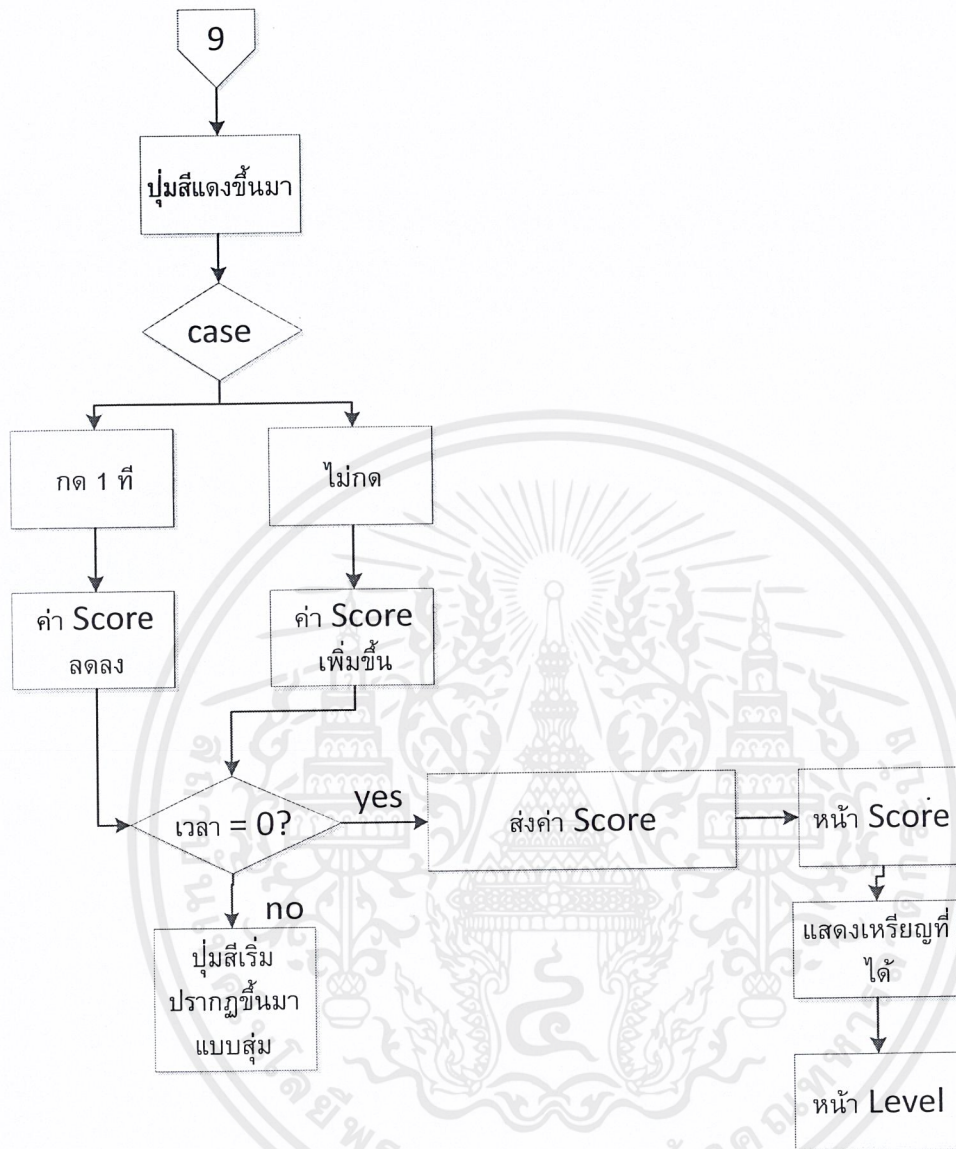 9
ปุ่มสีแดงขึ้นมา
case
กด 1 ที
ไม่กด
ค่า Score
ลดลง
ค่า Score
เพิ่มขึ้น
เวลา = 0?
yes
ส่งค่า Score
หน้า Score
no
ปุ่มสีเริ่ม
ปรากฏขึ้นมา
แบบสุ่ม
แสดงเหรียญที่
ได้
หน้า Level